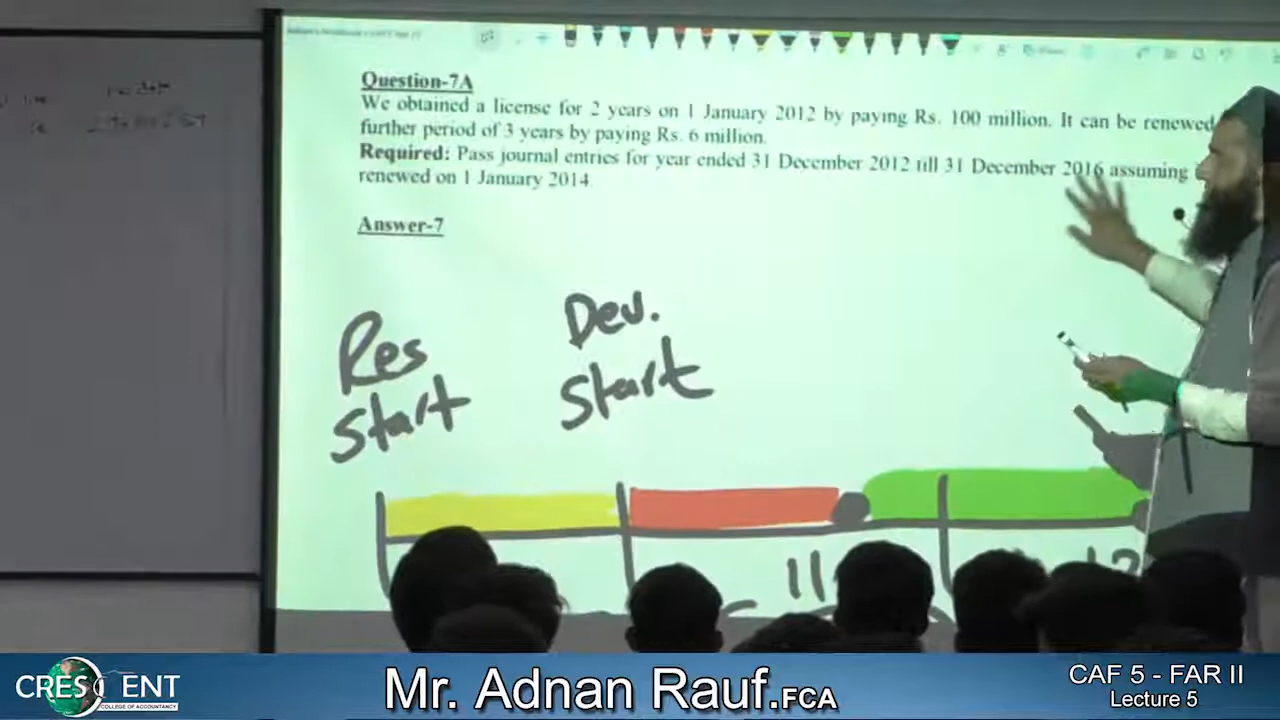 Question-7A
We obtained a license for 2 years on 1 January 2012 by paying Rs. 100 million. It can be renewed
further period of 3 years by paying Rs. 6 million.
Required: Pass journal entries for year ended 31 December 2012 till 31 December 2016 assuming
renewed on 1 January 2014.
Answer-7
Res
Start
Dev.
Start
11
12
CRESCENT
COLLEGE OF ACCOUNTANCY
Mr. Adnan Rauf.FCA
CAF 5 - FAR II
Lecture 5